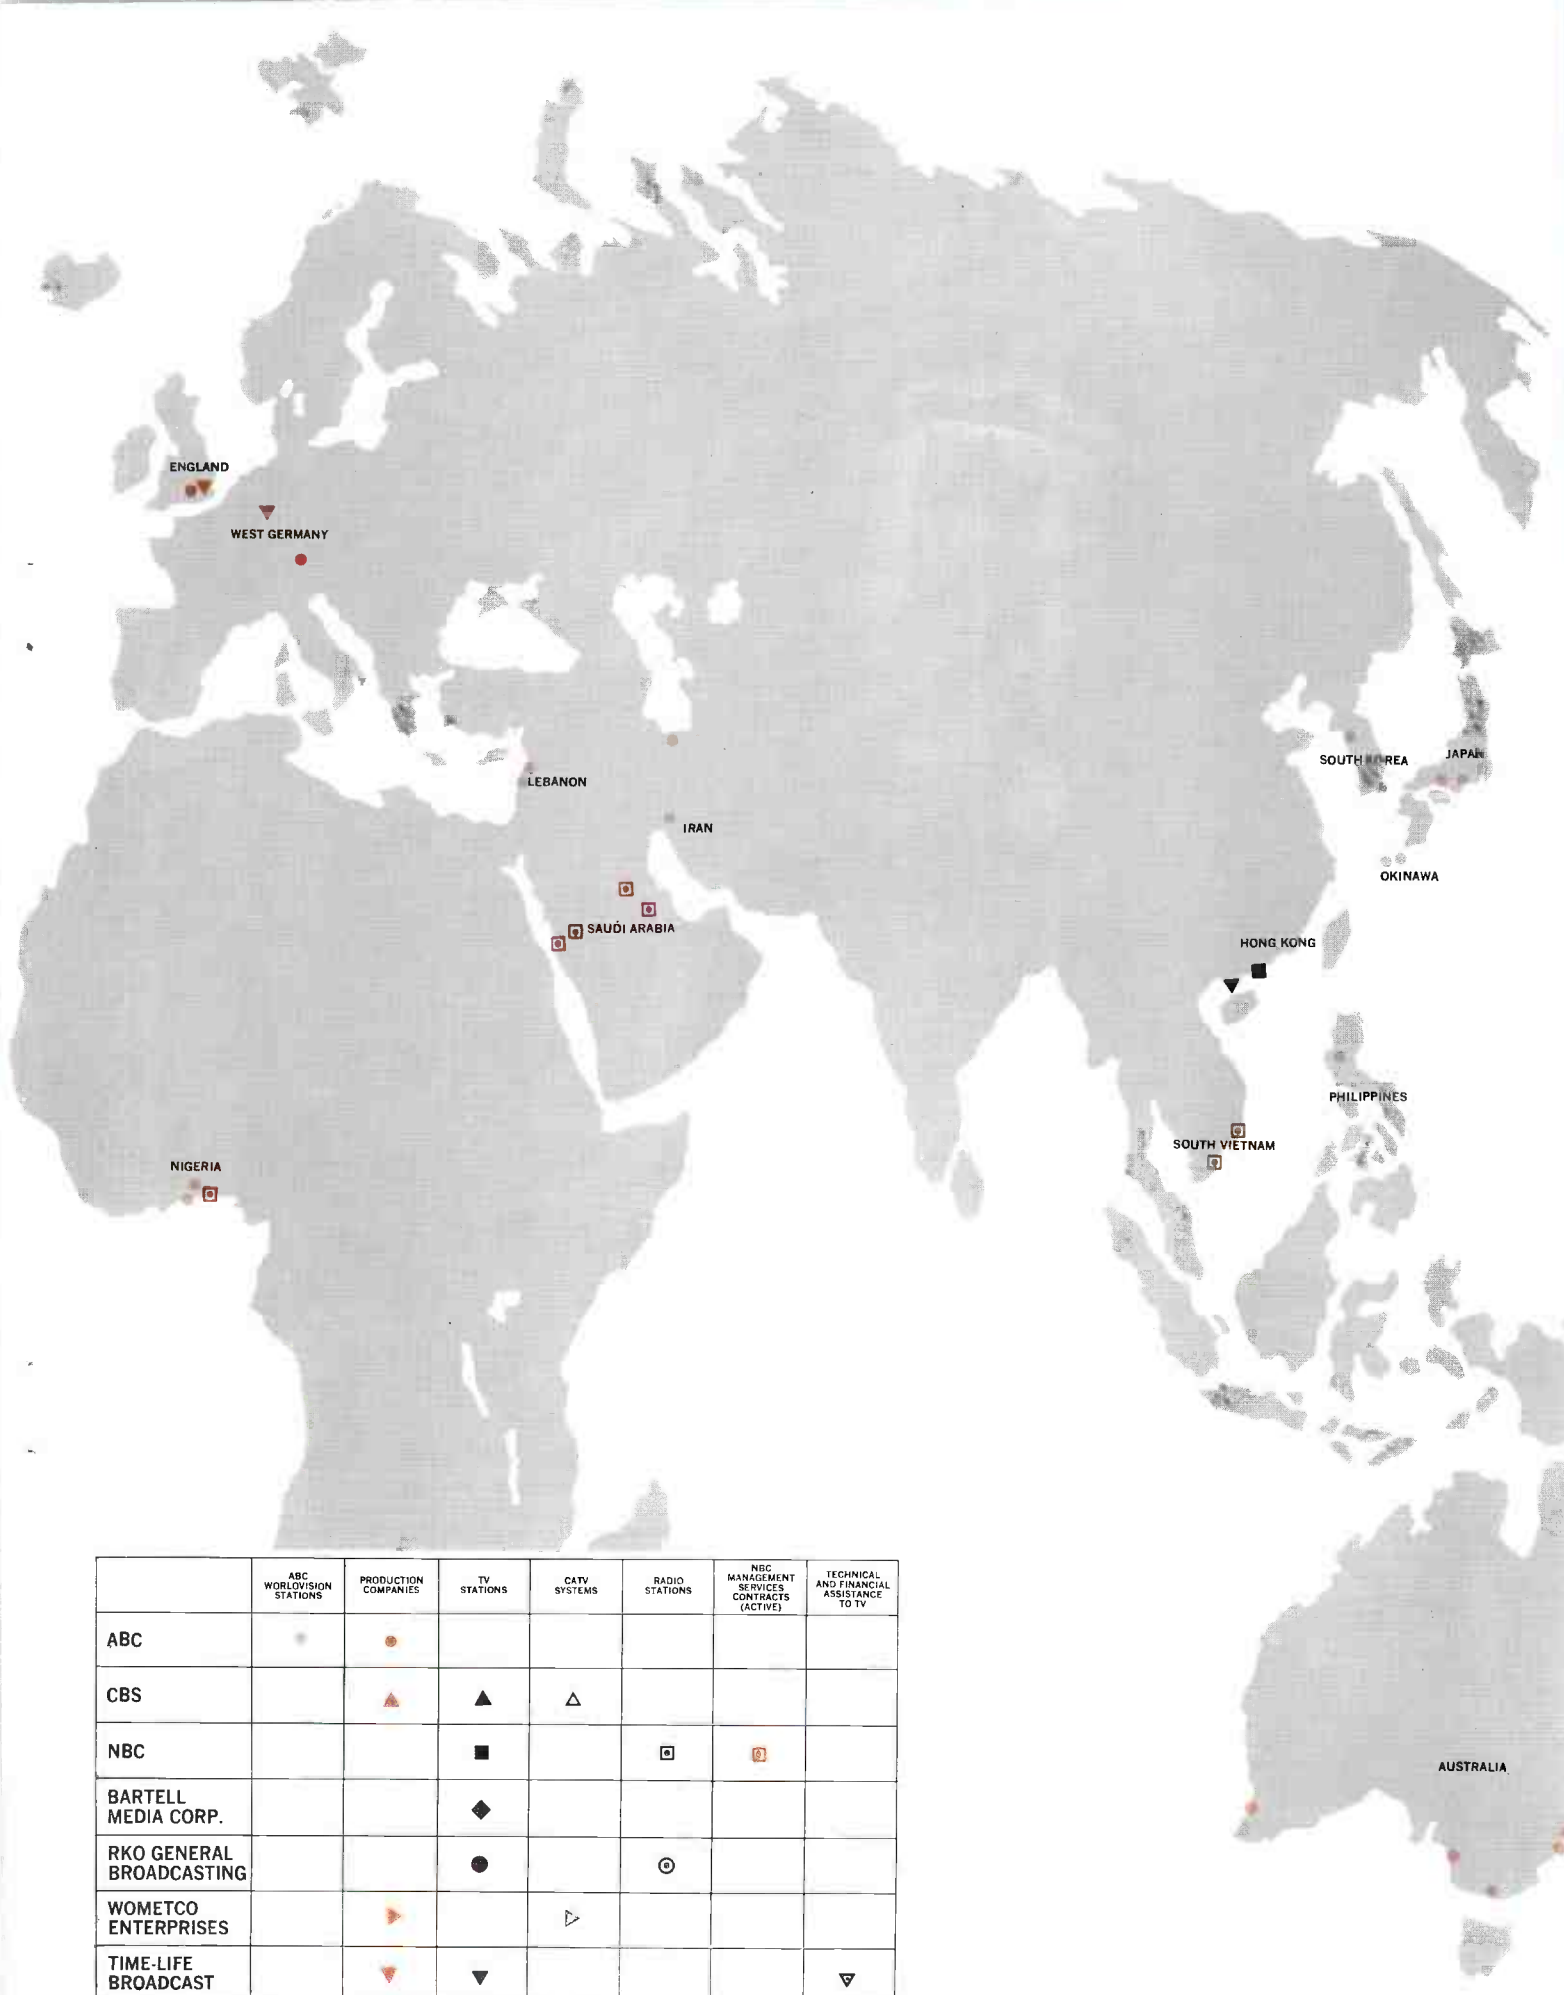 ENGLAND
WEST GERMANY
LEBANON
IRAN
SOUTH KOREA
JAPAN
OKINAWA
SAUDI ARABIA
HONG KONG
PHILIPPINES
SOUTH VIETNAM
NIGERIA
AUSTRALIA
ABC
WORLOVISION
STATIONS
PRODUCTION
COMPANIES
TV
STATIONS
CATV
SYSTEMS
RADIO
STATIONS
NBC
MANAGEMENT
SERVICES
CONTRACTS
(ACTIVE)
TECHNICAL
AND FINANCIAL
ASSISTANCE
TO TV
ABC
CBS
NBC
BARTELL
MEDIA CORP.
RKO GENERAL
BROADCASTING
WOMETCO
ENTERPRISES
TIME-LIFE
BROADCAST